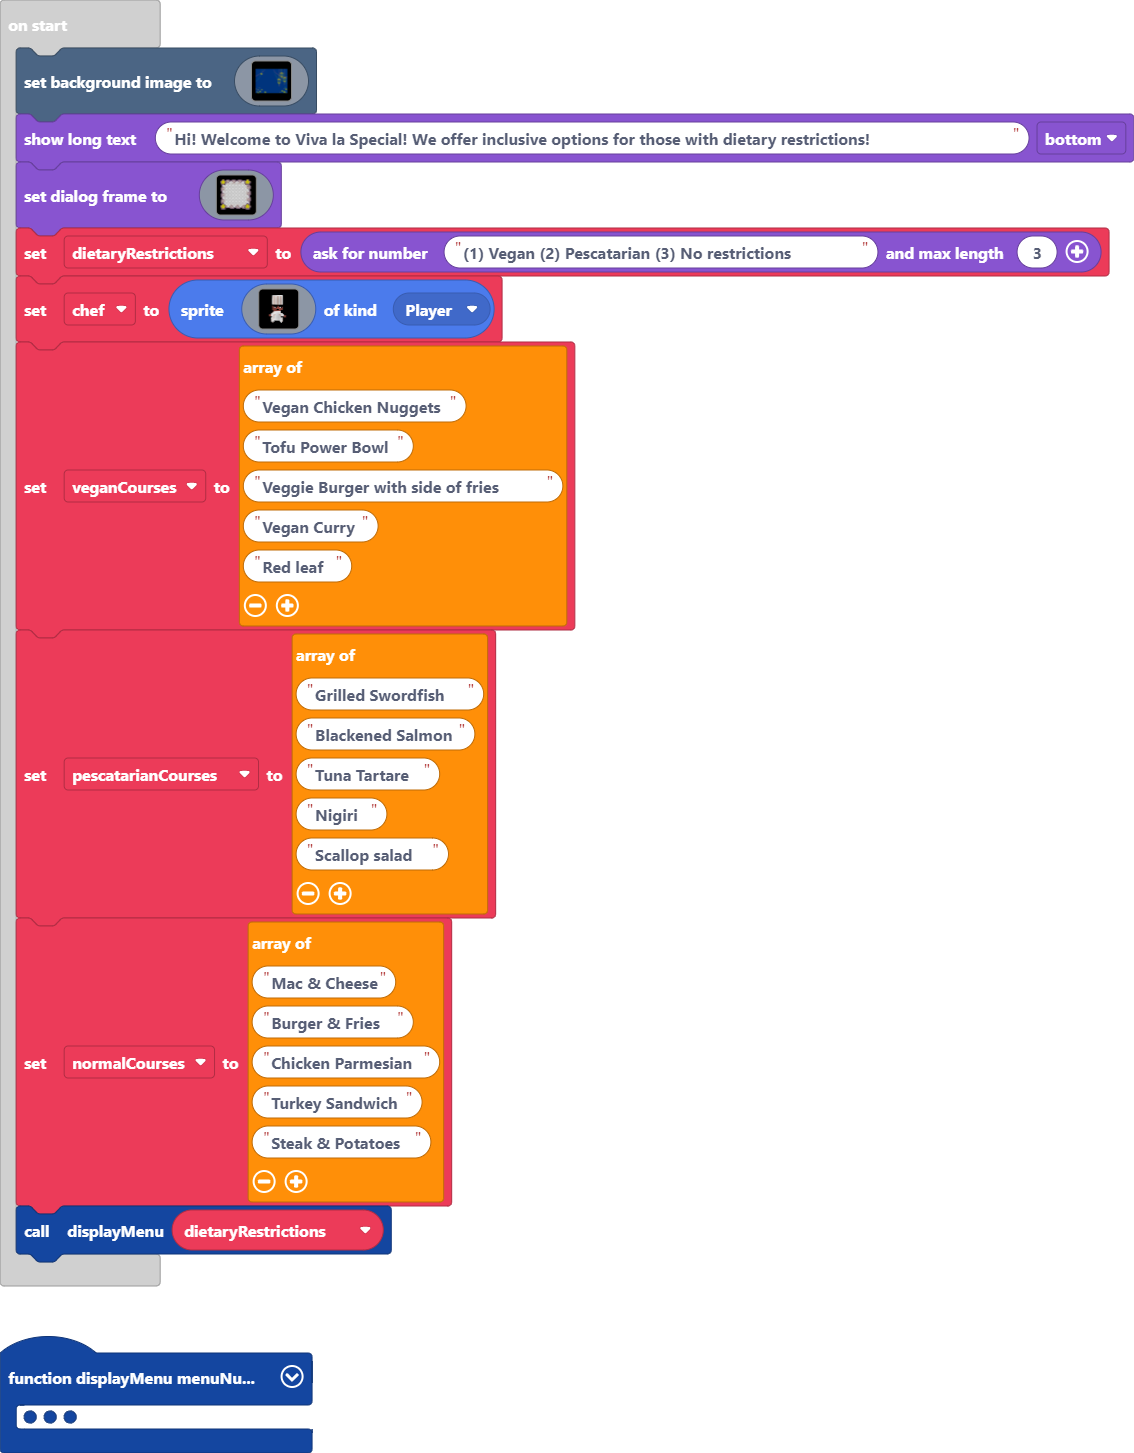 on start
set background image to
show long text "Hi! Welcome to Viva la Special! We offer inclusive options for those with dietary restrictions!" bottom
set dialog frame to
set dietaryRestrictions to ask for number "(1) Vegan (2) Pescatarian (3) No restrictions" and max length 3
set chef to sprite of kind Player
array of
"Vegan Chicken Nuggets"
"Tofu Power Bowl"
set veganCourses to "Veggie Burger with side of fries"
"Vegan Curry"
"Red leaf"
array of
"Grilled Swordfish"
"Blackened Salmon"
set pescatarianCourses to "Tuna Tartare"
"Nigiri"
"Scallop salad"
array of
"Mac & Cheese"
"Burger & Fries"
set normalCourses to "Chicken Parmesian"
"Turkey Sandwich"
"Steak & Potatoes"
call displayMenu dietaryRestrictions
function displayMenu menuNu...